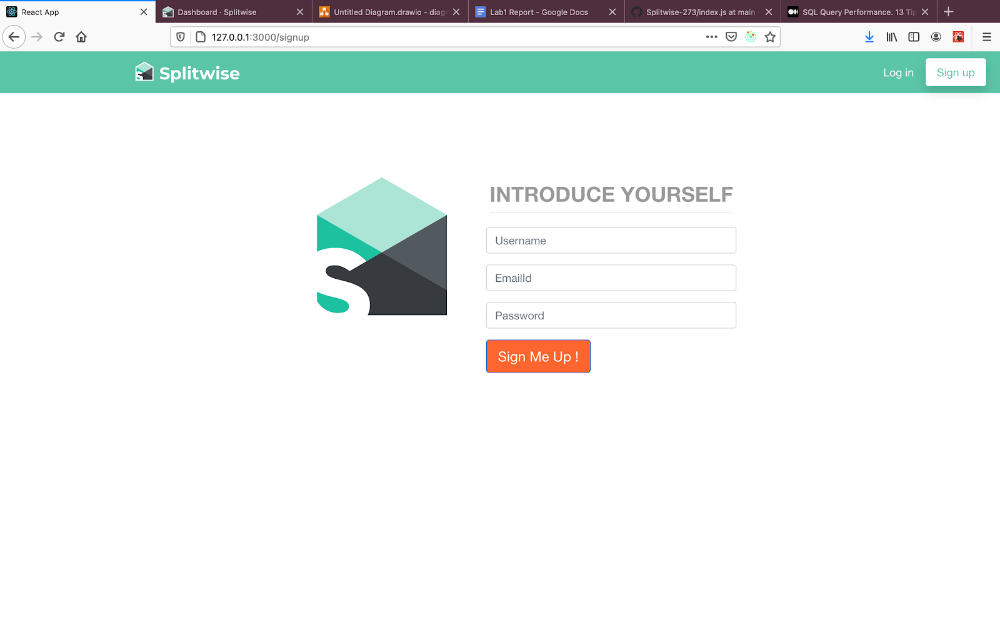 React App
Dashboard · Splitwise
Untitled Diagram.drawio - diag
Lab1 Report - Google Docs
Splitwise-273/index.js at main
SQL Query Performance. 13 Tip
127.0.0.1:3000/signup
Splitwise
Log in
Sign up
INTRODUCE YOURSELF
Username
EmailId
Password
Sign Me Up !